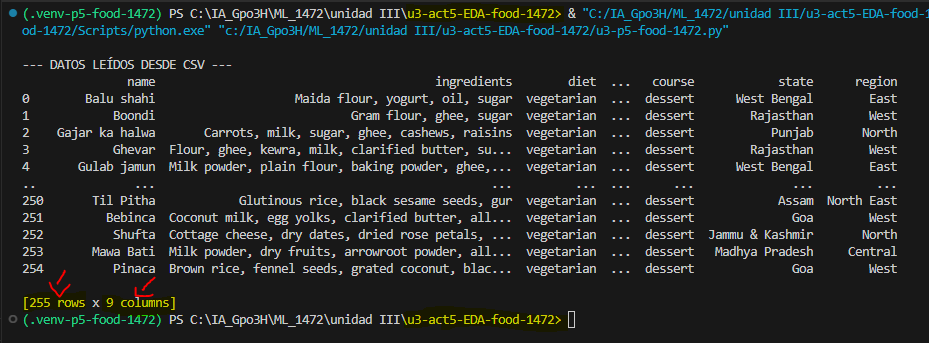 (.venv-p5-food-1472) PS C:\IA_Gpo3H\ML_1472\unidad III\u3-act5-EDA-food-1472> & "C:/IA_Gpo3H/ML_1472/unidad III/u3-act5-EDA-food-1
od-1472/Scripts/python.exe" "c:/IA_Gpo3H/ML_1472/unidad III/u3-act5-EDA-food-1472/u3-p5-food-1472.py"
--- DATOS LEÍDOS DESDE CSV ---
name ingredients diet ... course state region
0 Balu shahi Maida flour, yogurt, oil, sugar vegetarian ... dessert West Bengal East
1 Boondi Gram flour, ghee, sugar vegetarian ... dessert Rajasthan West
2 Gajar ka halwa Carrots, milk, sugar, ghee, cashews, raisins vegetarian ... dessert Punjab North
3 Ghevar Flour, ghee, kewra, milk, clarified butter, su... vegetarian ... dessert Rajasthan West
4 Gulab jamun Milk powder, plain flour, baking powder, ghee,... vegetarian ... dessert West Bengal East
.. ... ... ... ... ... ... ...
250 Til Pitha Glutinous rice, black sesame seeds, gur vegetarian ... dessert Assam North East
251 Bebinca Coconut milk, egg yolks, clarified butter, all... vegetarian ... dessert Goa West
252 Shufta Cottage cheese, dry dates, dried rose petals, ... vegetarian ... dessert Jammu & Kashmir North
253 Mawa Bati Milk powder, dry fruits, arrowroot powder, all... vegetarian ... dessert Madhya Pradesh Central
254 Pinaca Brown rice, fennel seeds, grated coconut, blac... vegetarian ... dessert Goa West
[255 rows x 9 columns]
(.venv-p5-food-1472) PS C:\IA_Gpo3H\ML_1472\unidad III\u3-act5-EDA-food-1472>